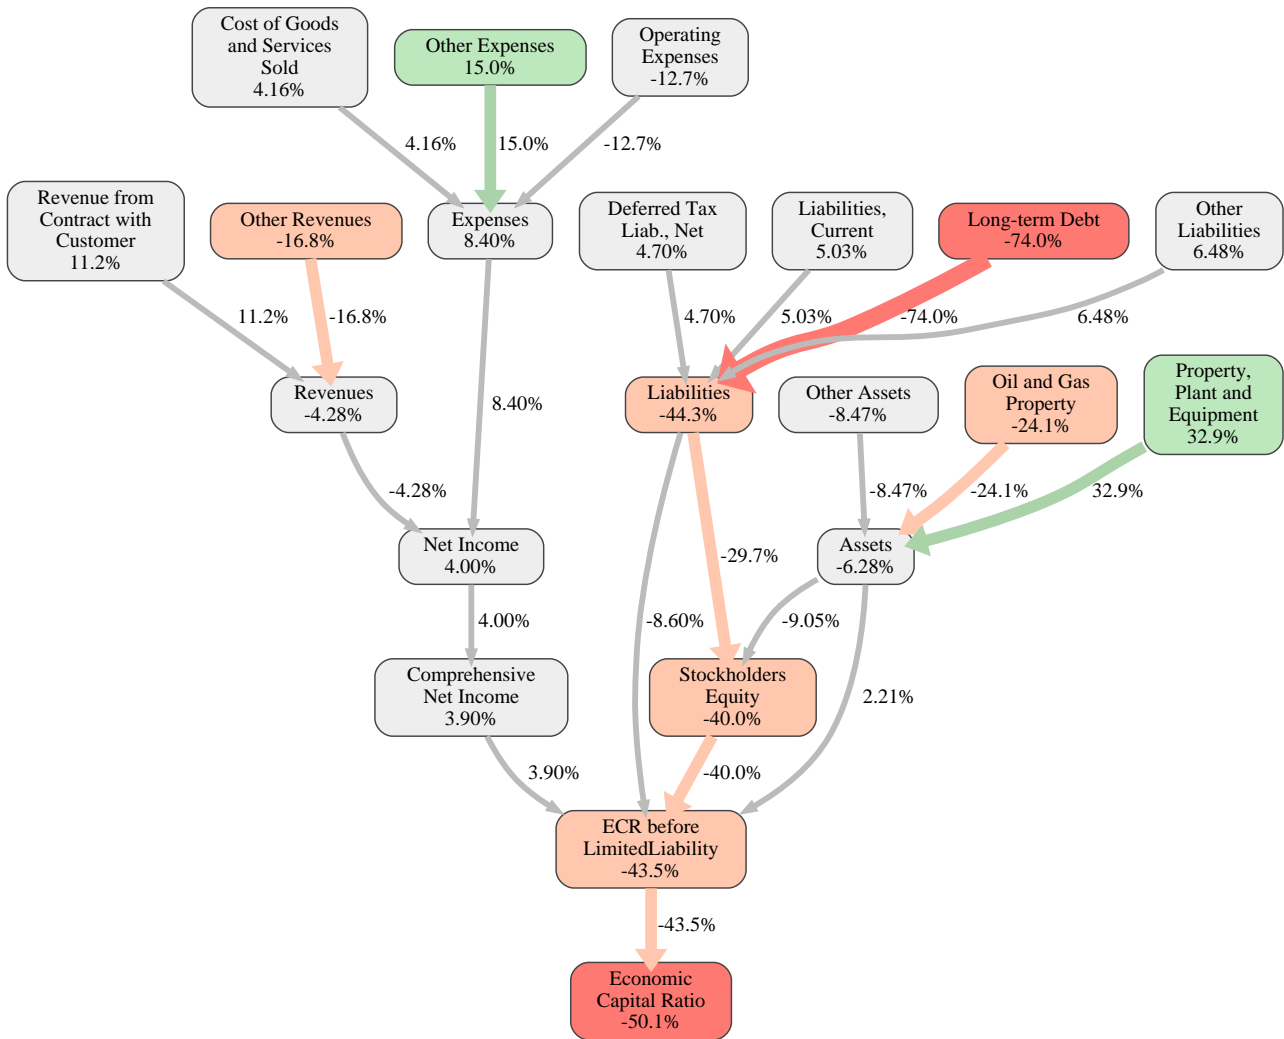 Cost of Goods
and Services
Sold
4.16%
Other Expenses
15.0%
Operating
Expenses
-12.7%
4.16%
15.0%
-12.7%
Revenue from
Contract with
Customer
11.2%
Other Revenues
-16.8%
Expenses
8.40%
Deferred Tax
Liab., Net
4.70%
Liabilities,
Current
5.03%
Long-term Debt
-74.0%
Other
Liabilities
6.48%
11.2%
-16.8%
4.70%
5.03%
-74.0%
6.48%
Revenues
-4.28%
8.40%
Liabilities
-44.3%
Other Assets
-8.47%
Oil and Gas
Property
-24.1%
Property,
Plant and
Equipment
32.9%
-4.28%
-8.47%
-24.1%
32.9%
Net Income
4.00%
-29.7%
Assets
-6.28%
4.00%
-8.60%
-9.05%
Comprehensive
Net Income
3.90%
Stockholders
Equity
-40.0%
2.21%
3.90%
-40.0%
ECR before
LimitedLiability
-43.5%
-43.5%
Economic
Capital Ratio
-50.1%